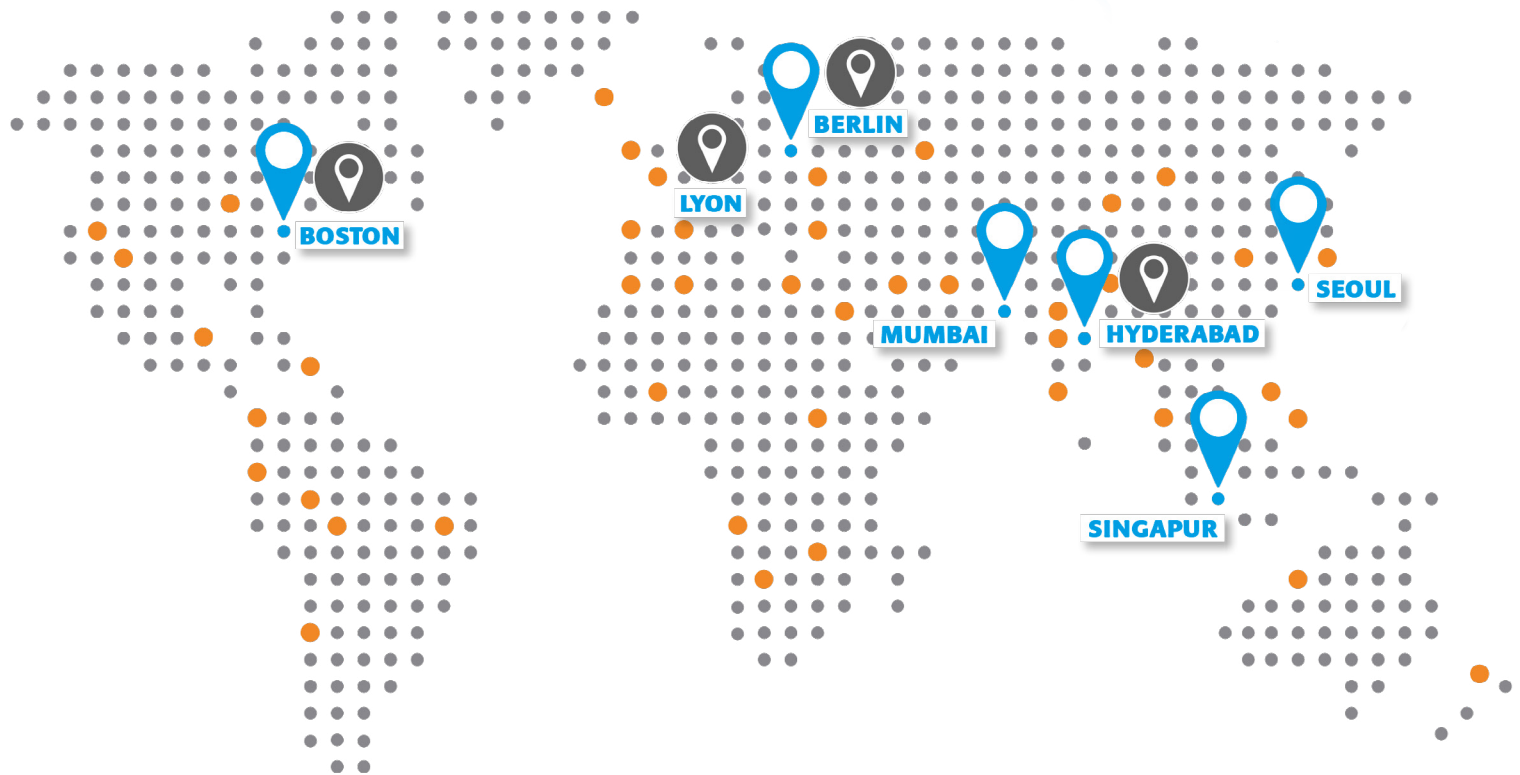 BERLIN
LYON
BOSTON
SEOUL
MUMBAI
HYDERABAD
SINGAPUR